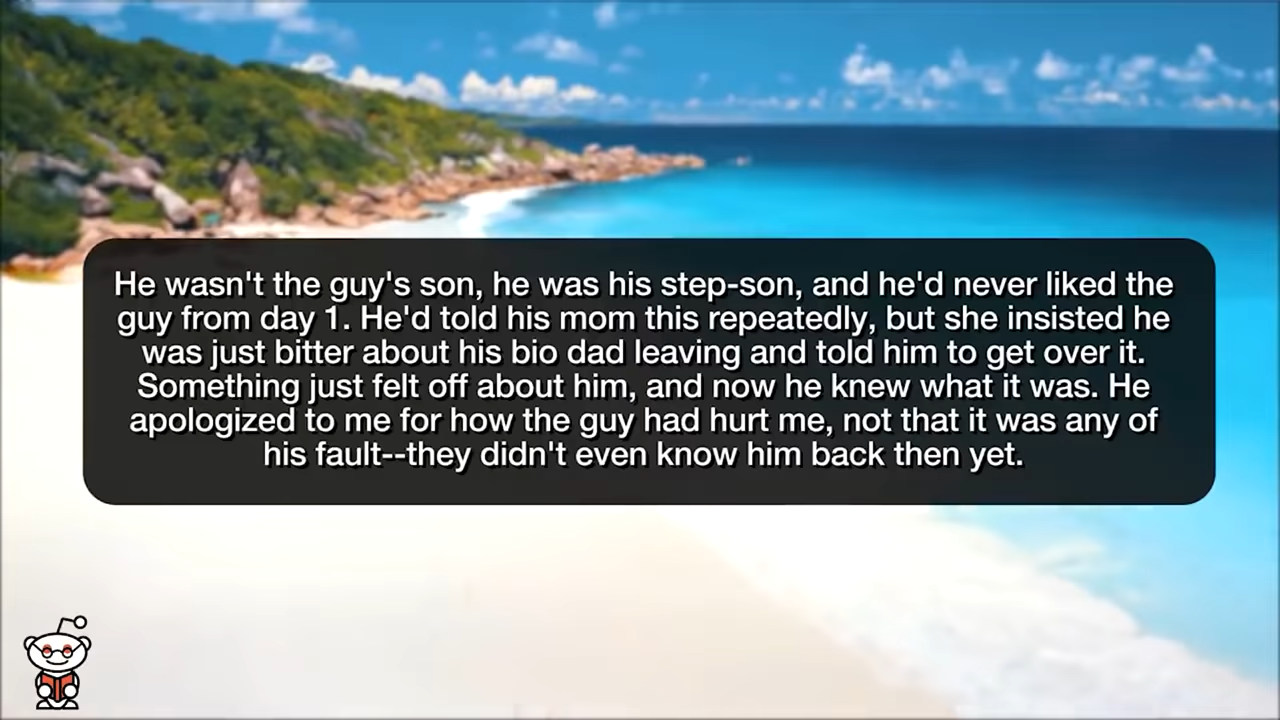 He wasn't the guy's son, he was his step-son, and he'd never liked the
guy from day 1. He'd told his mom this repeatedly, but she insisted he
was just bitter about his bio dad leaving and told him to get over it.
Something just felt off about him, and now he knew what it was. He
apologized to me for how the guy had hurt me, not that it was any of
his fault--they didn't even know him back then yet.